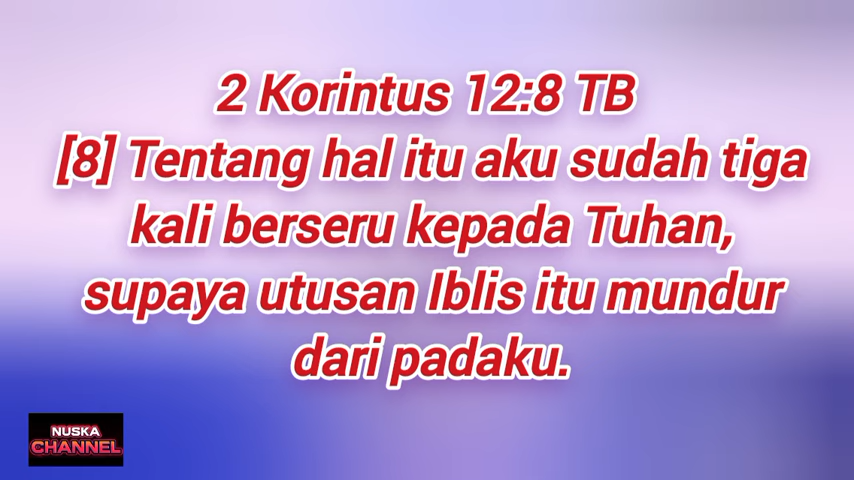 2 Korintus 12:8 TB
[8] Tentang hal itu aku sudah tiga
kali berseru kepada Tuhan,
supaya utusan Iblis itu mundur
dari padaku.
NUSKA
CHANNEL